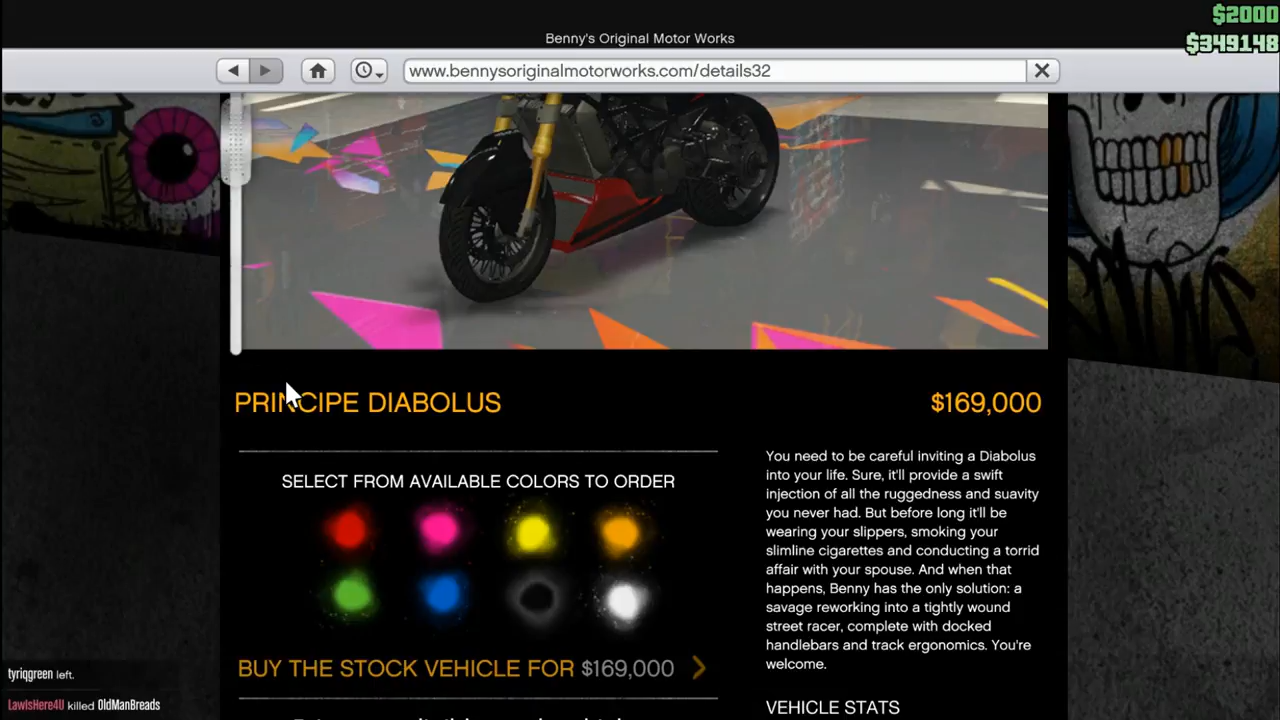 $2000
Benny's Original Motor Works
$349148
www.bennysoriginalmotorworks.com/details32
PRINCIPE DIABOLUS
$169,000
SELECT FROM AVAILABLE COLORS TO ORDER
BUY THE STOCK VEHICLE FOR $169,000
You need to be careful inviting a Diabolus
into your life. Sure, it'll provide a swift
injection of all the ruggedness and suavity
you never had. But before long it'll be
wearing your slippers, smoking your
slimline cigarettes and conducting a torrid
affair with your spouse. And when that
happens, Benny has the only solution: a
savage reworking into a tightly wound
street racer, complete with docked
handlebars and track ergonomics. You're
welcome.
VEHICLE STATS
tyriqgreen left.
LawIsHere4U killed OldManBreads